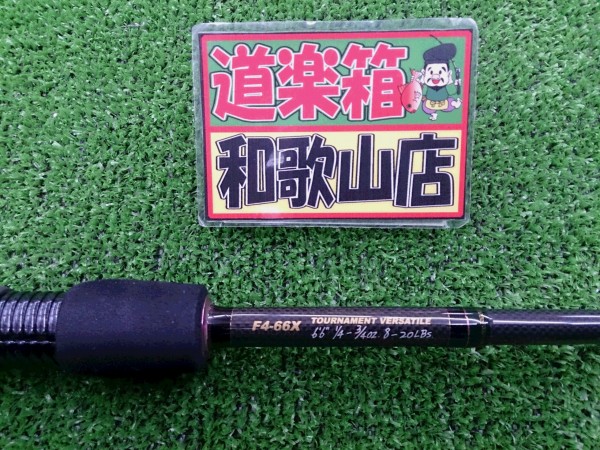 道楽箱
和歌山店
F4-66X TOURNAMENT VERSATILE
6'6" 1/4-3/4oz. 8-20LBS.